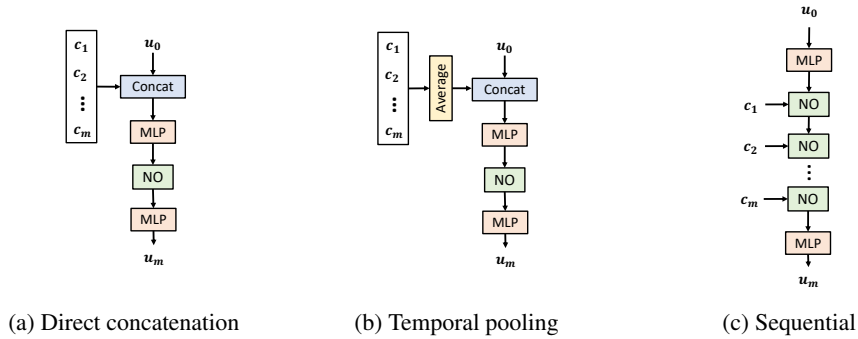 c₁
c₂
⋮
cₘ
u₀
Concat
MLP
NO
MLP
uₘ
(a) Direct concatenation
c₁
c₂
⋮
cₘ
Average
u₀
Concat
MLP
NO
MLP
uₘ
(b) Temporal pooling
u₀
MLP
c₁
NO
c₂
NO
⋮
cₘ
NO
MLP
uₘ
(c) Sequential